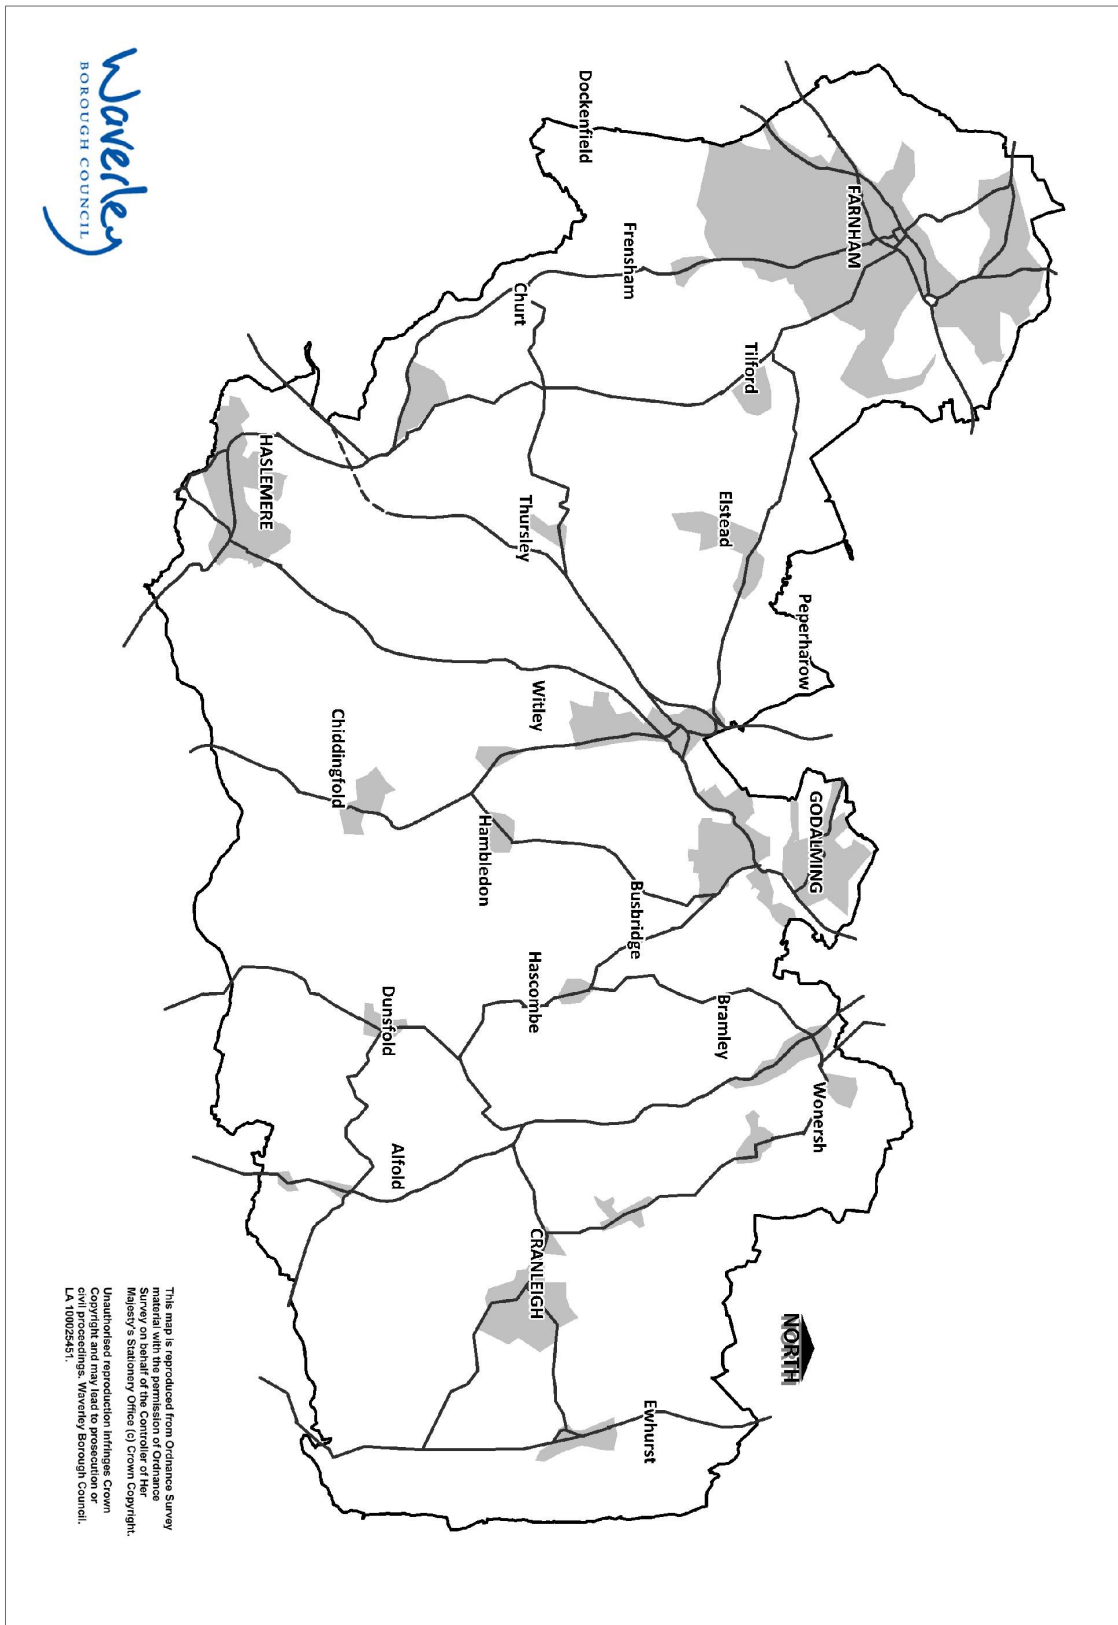 FARNHAM
Wonersh
GODALMING
Peperharow
NORTH
Tilford
Elstead
Bramley
Ewhurst
Busbridge
Frensham
Dockenfield
Witley
CRANLEIGH
Hascombe
Thursley
Churt
Hambledon
Alfold
Dunsfold
Chiddingfold
HASLEMERE
Waverley
BOROUGH COUNCIL
This map is reproduced from Ordnance Survey
material with the permission of Ordnance
Survey on behalf of the Controller of Her
Majesty's Stationery Office (c) Crown Copyright.
Unauthorised reproduction infringes Crown
Copyright and may lead to prosecution or
civil proceedings. Waverley Borough Council.
LA 100025451.